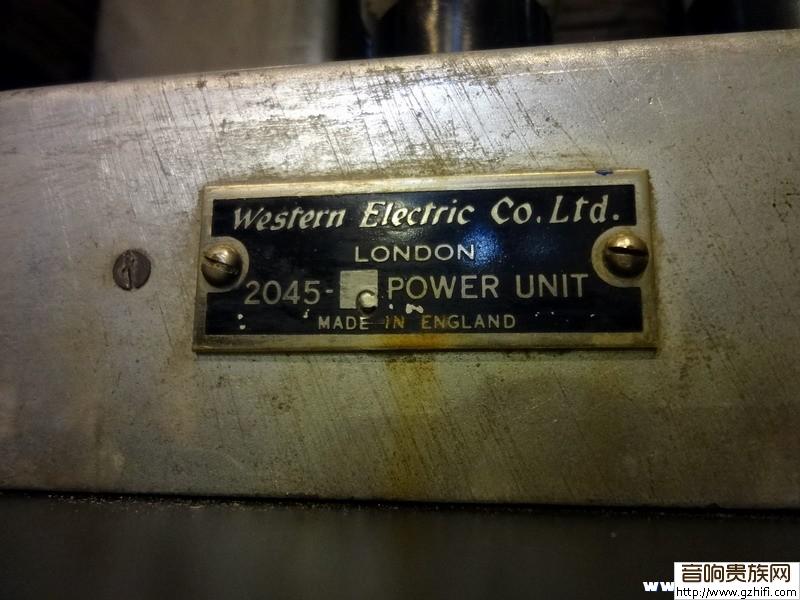 Western Electric Co. Ltd.
LONDON
2045-C POWER UNIT
MADE IN ENGLAND
音响贵族网
http://www.gzhifi.com